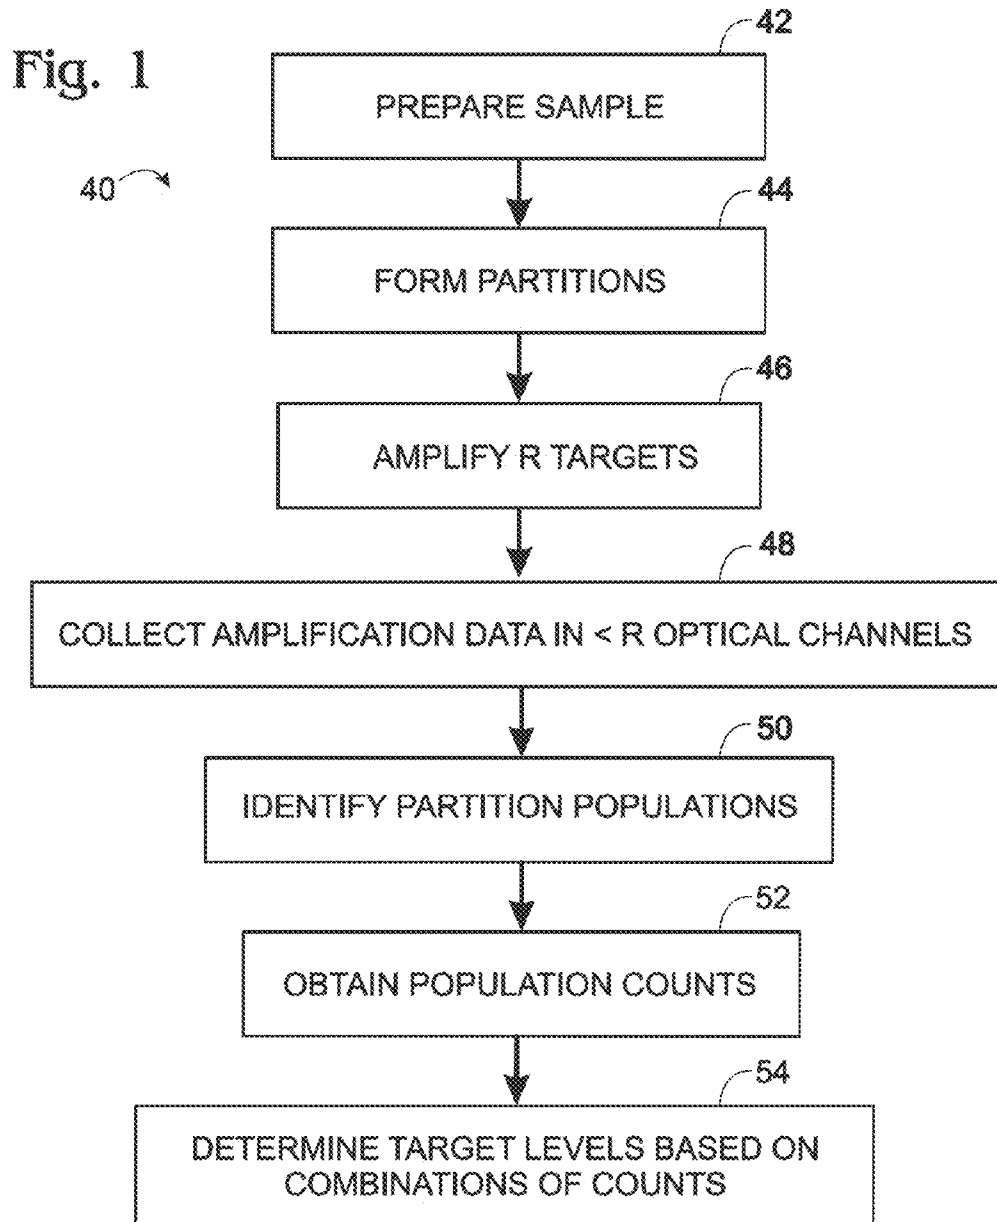 Fig. 1
40
42
PREPARE SAMPLE
44
FORM PARTITIONS
46
AMPLIFY R TARGETS
48
COLLECT AMPLIFICATION DATA IN < R OPTICAL CHANNELS
50
IDENTIFY PARTITION POPULATIONS
52
OBTAIN POPULATION COUNTS
54
DETERMINE TARGET LEVELS BASED ON
COMBINATIONS OF COUNTS